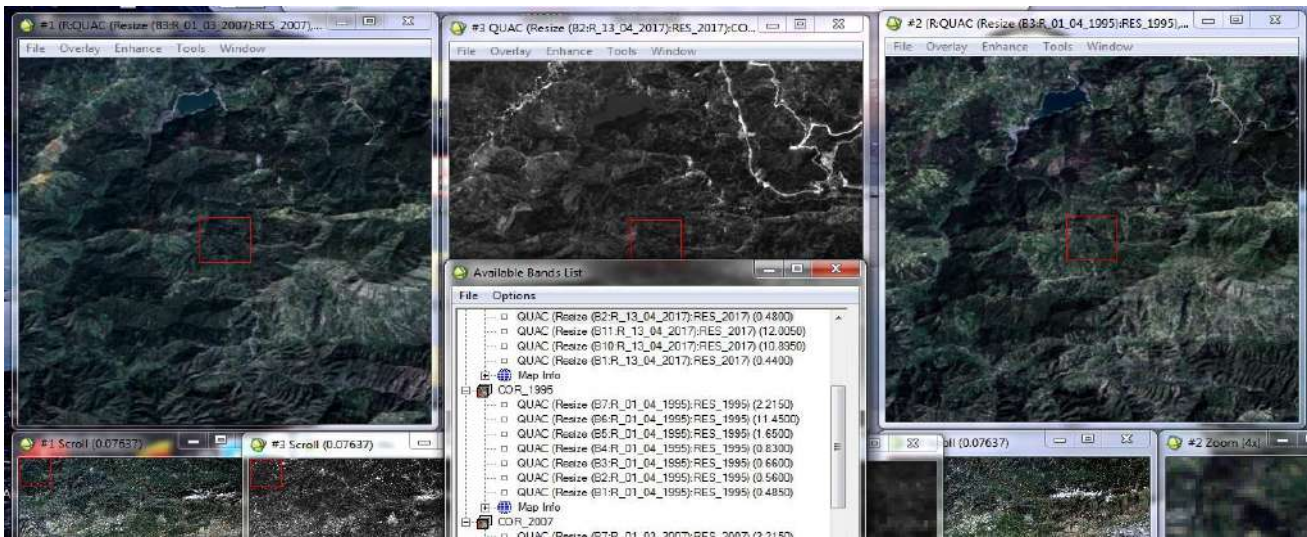 #1 (R:QUAC (Resize (B3:R_01_03_2007):RES_2007),...
File Overlay Enhance Tools Window
#3 QUAC (Resize (B2:R_13_04_2017):RES_2017):CO...
File Overlay Enhance Tools Window
#2 (R:QUAC (Resize (B3:R_01_04_1995):RES_1995),...
File Overlay Enhance Tools Window
Available Bands List
File Options
QUAC (Resize (B2:R_13_04_2017):RES_2017) (0.4800)
QUAC (Resize (B11:R_13_04_2017):RES_2017) (12.0050)
QUAC (Resize (B10:R_13_04_2017):RES_2017) (10.8950)
QUAC (Resize (B1:R_13_04_2017):RES_2017) (0.4400)
Map Info
COR_1995
QUAC (Resize (B7:R_01_04_1995):RES_1995) (2.2150)
QUAC (Resize (B6:R_01_04_1995):RES_1995) (11.4500)
QUAC (Resize (B5:R_01_04_1995):RES_1995) (1.6500)
QUAC (Resize (B4:R_01_04_1995):RES_1995) (0.8300)
QUAC (Resize (B3:R_01_04_1995):RES_1995) (0.6600)
QUAC (Resize (B2:R_01_04_1995):RES_1995) (0.5600)
QUAC (Resize (B1:R_01_04_1995):RES_1995) (0.4850)
Map Info
COR_2007
QUAC (Resize (B7:R_01_03_2007):RES_2007) (2.2150)
#1 Scroll (0.07637)
#3 Scroll (0.07637)
(0.07637)
#2 Zoom [4x]